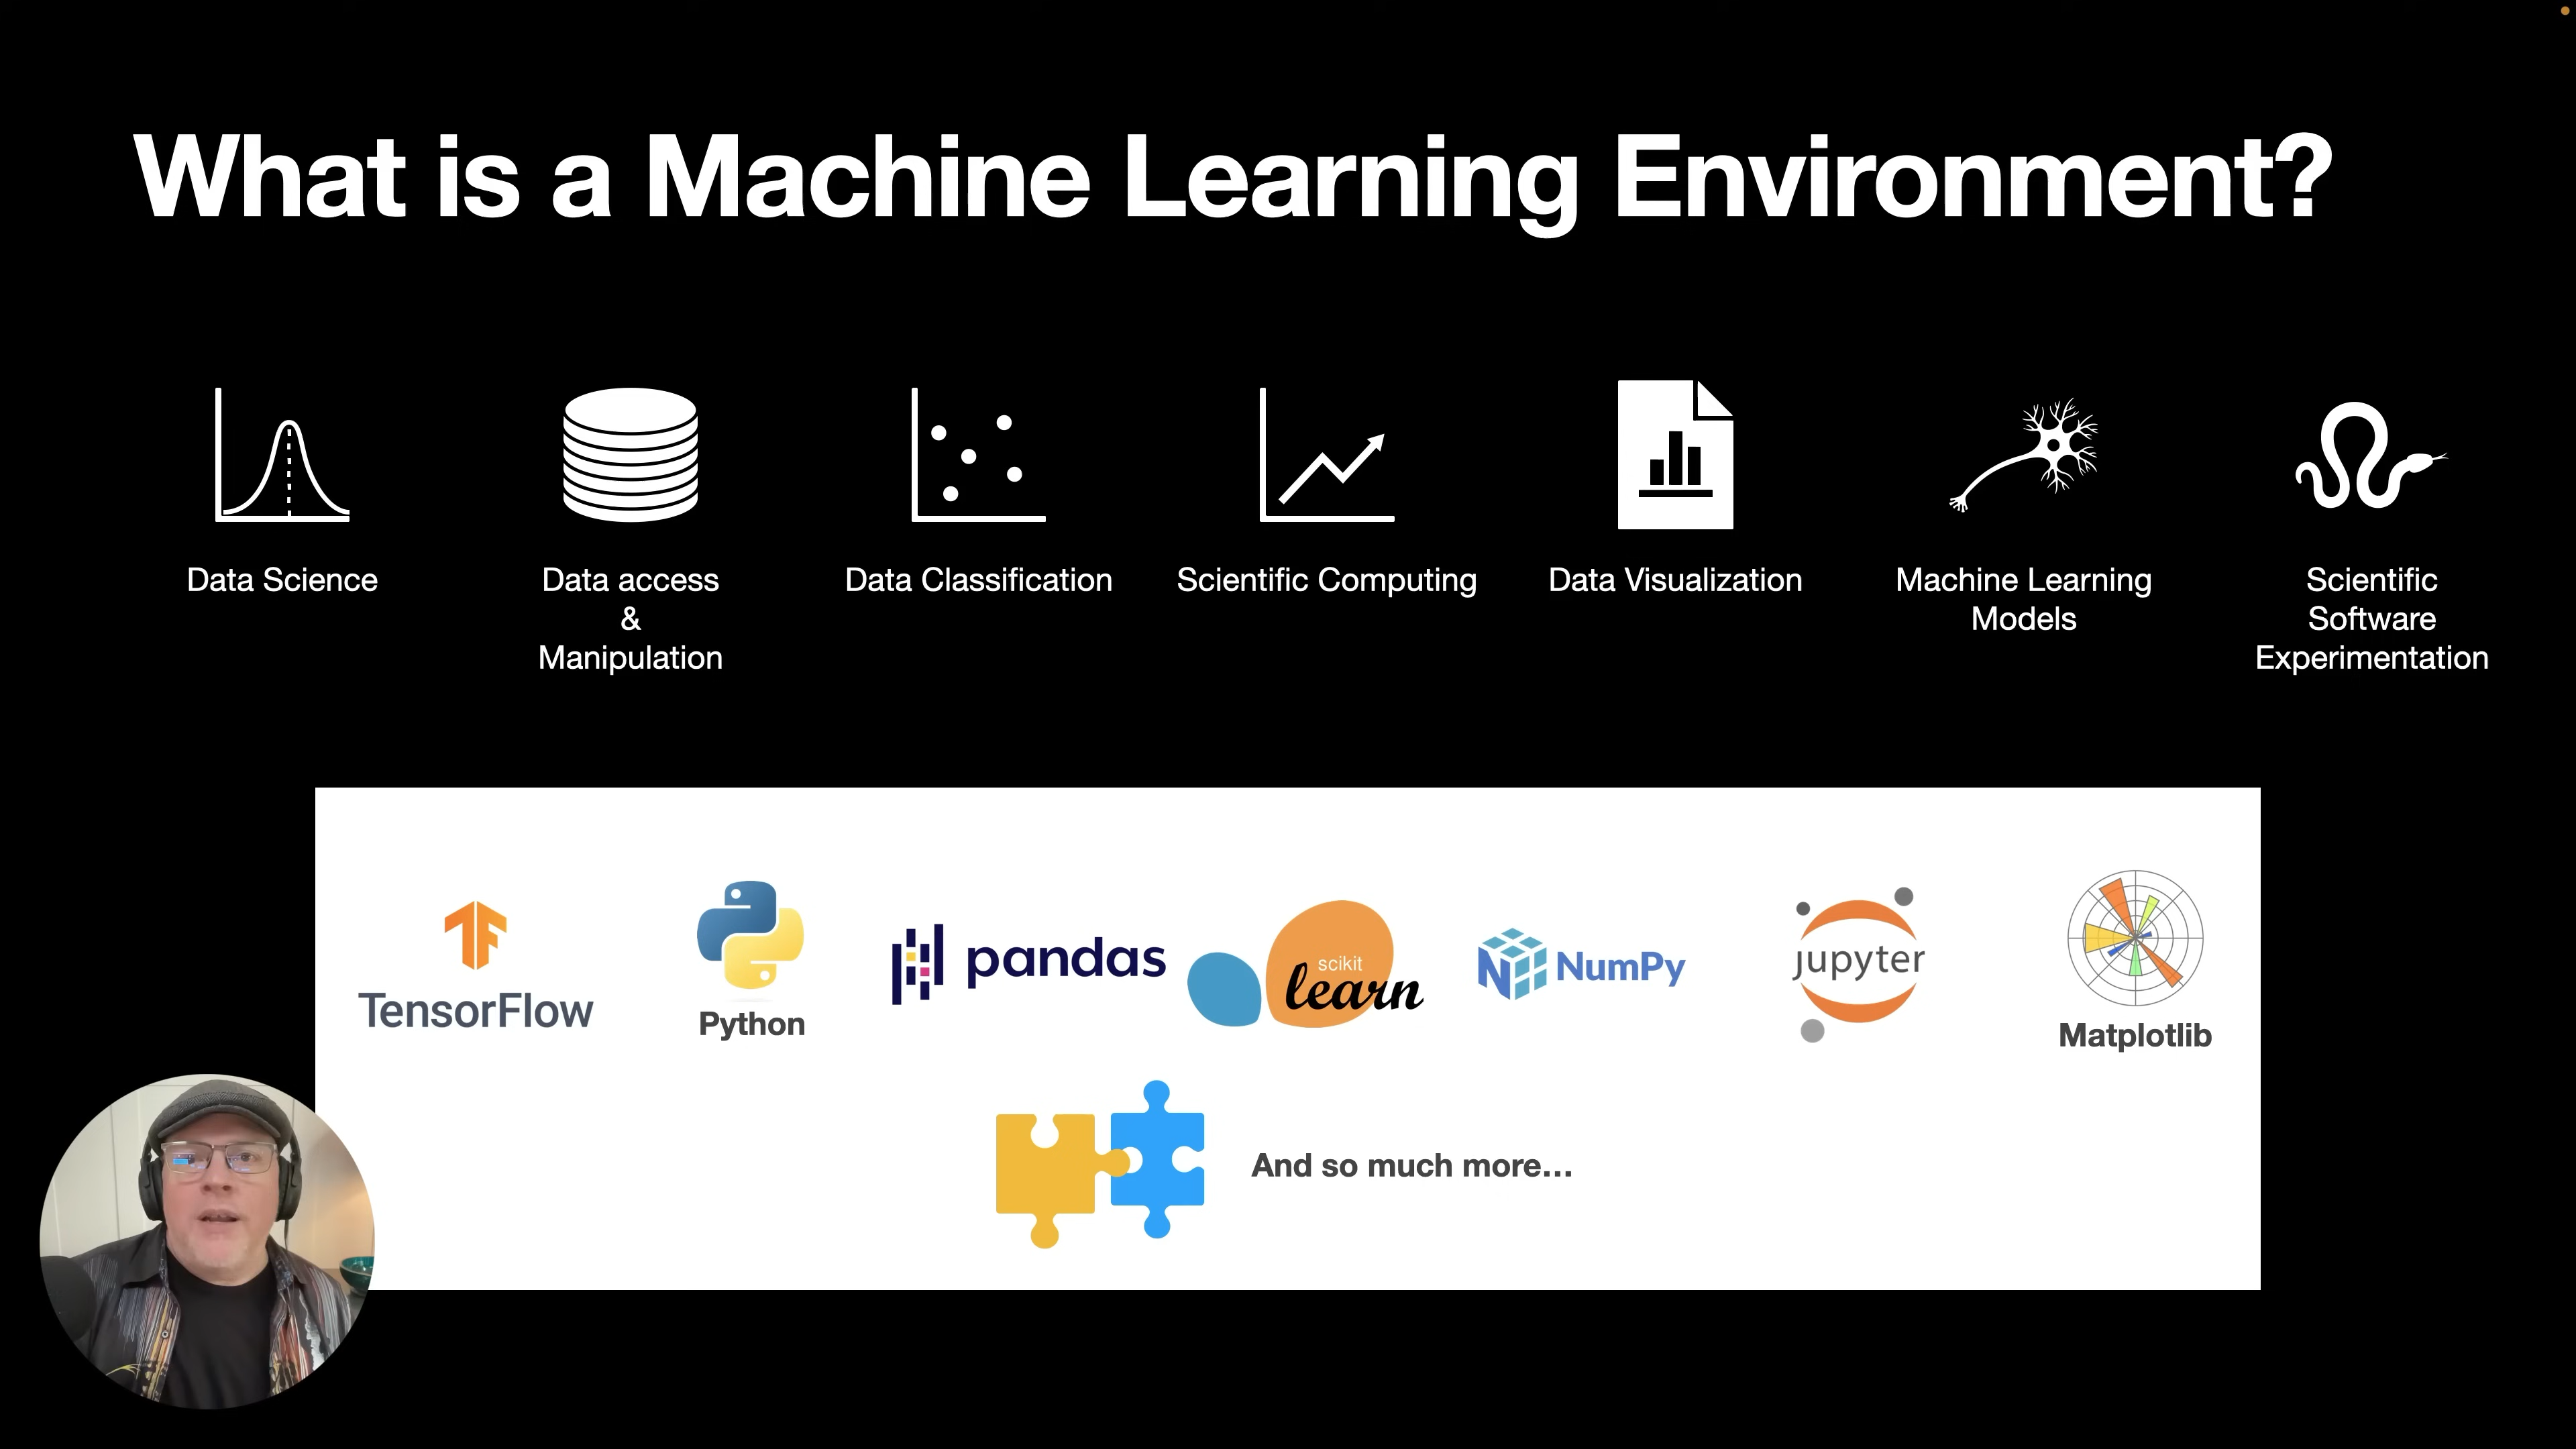 What is a Machine Learning Environment?
Data Science
Data access
&
Manipulation
Data Classification
Scientific Computing
Data Visualization
Machine Learning
Models
Scientific
Software
Experimentation
TensorFlow
Python
pandas
scikit
learn
NumPy
jupyter
Matplotlib
And so much more...